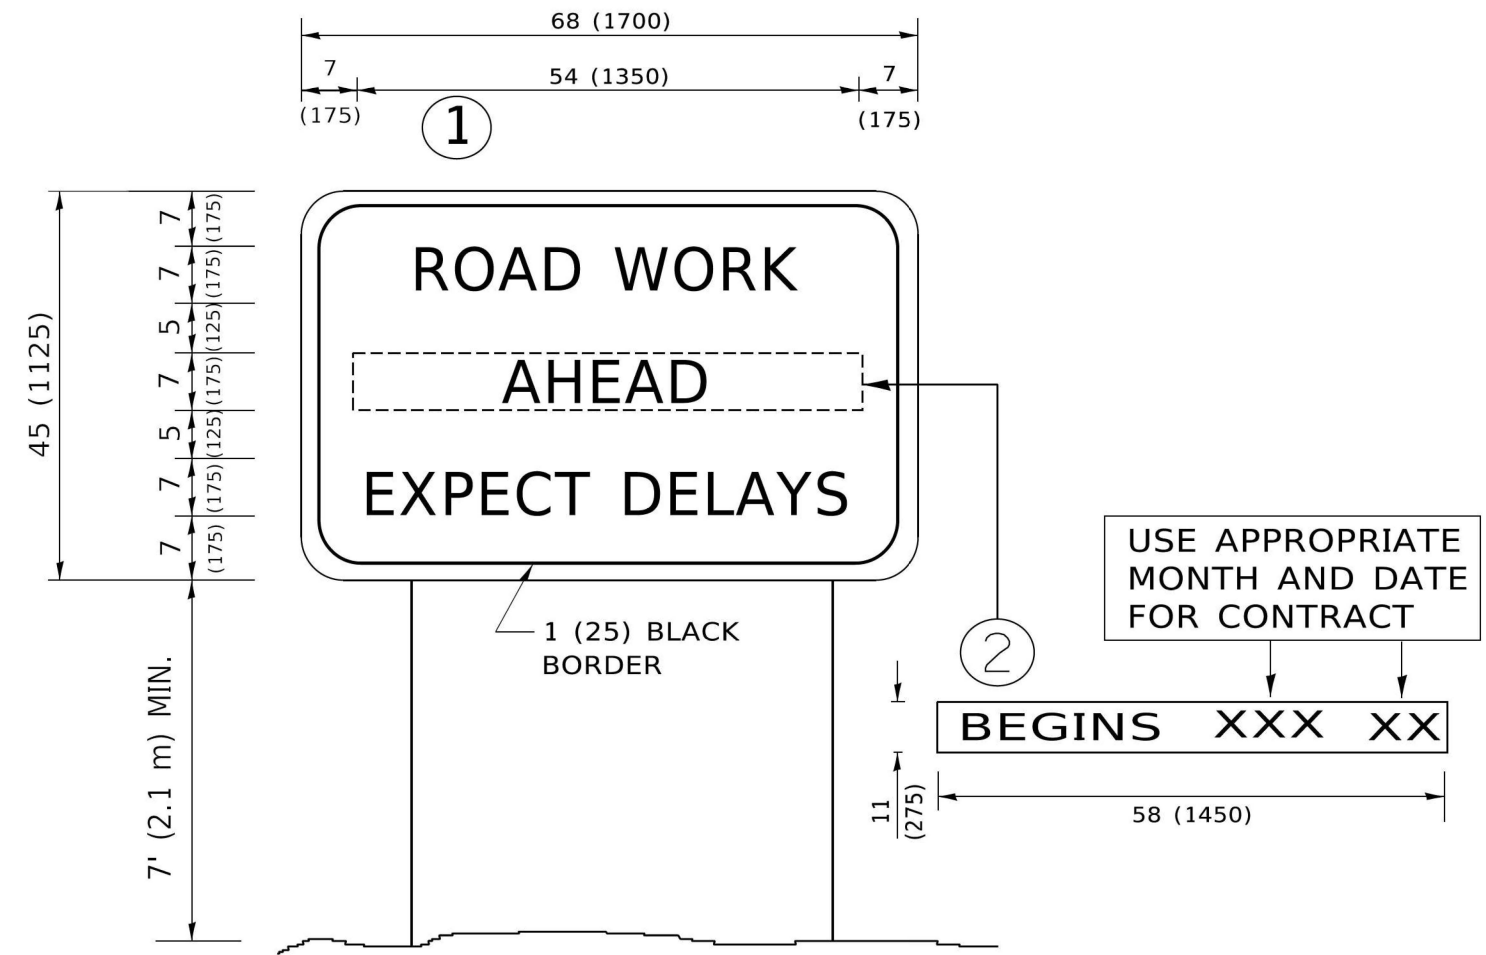 68 (1700)
7 54 (1350) 7
(175) (175)
1
7 (175)
7 (175)
5 (125)
7 (175)
5 (125)
7 (175)
7 (175)
45 (1125)
ROAD WORK
AHEAD
EXPECT DELAYS
1 (25) BLACK
BORDER
7' (2.1 m) MIN.
2
USE APPROPRIATE
MONTH AND DATE
FOR CONTRACT
BEGINS XXX XX
11
(275)
58 (1450)